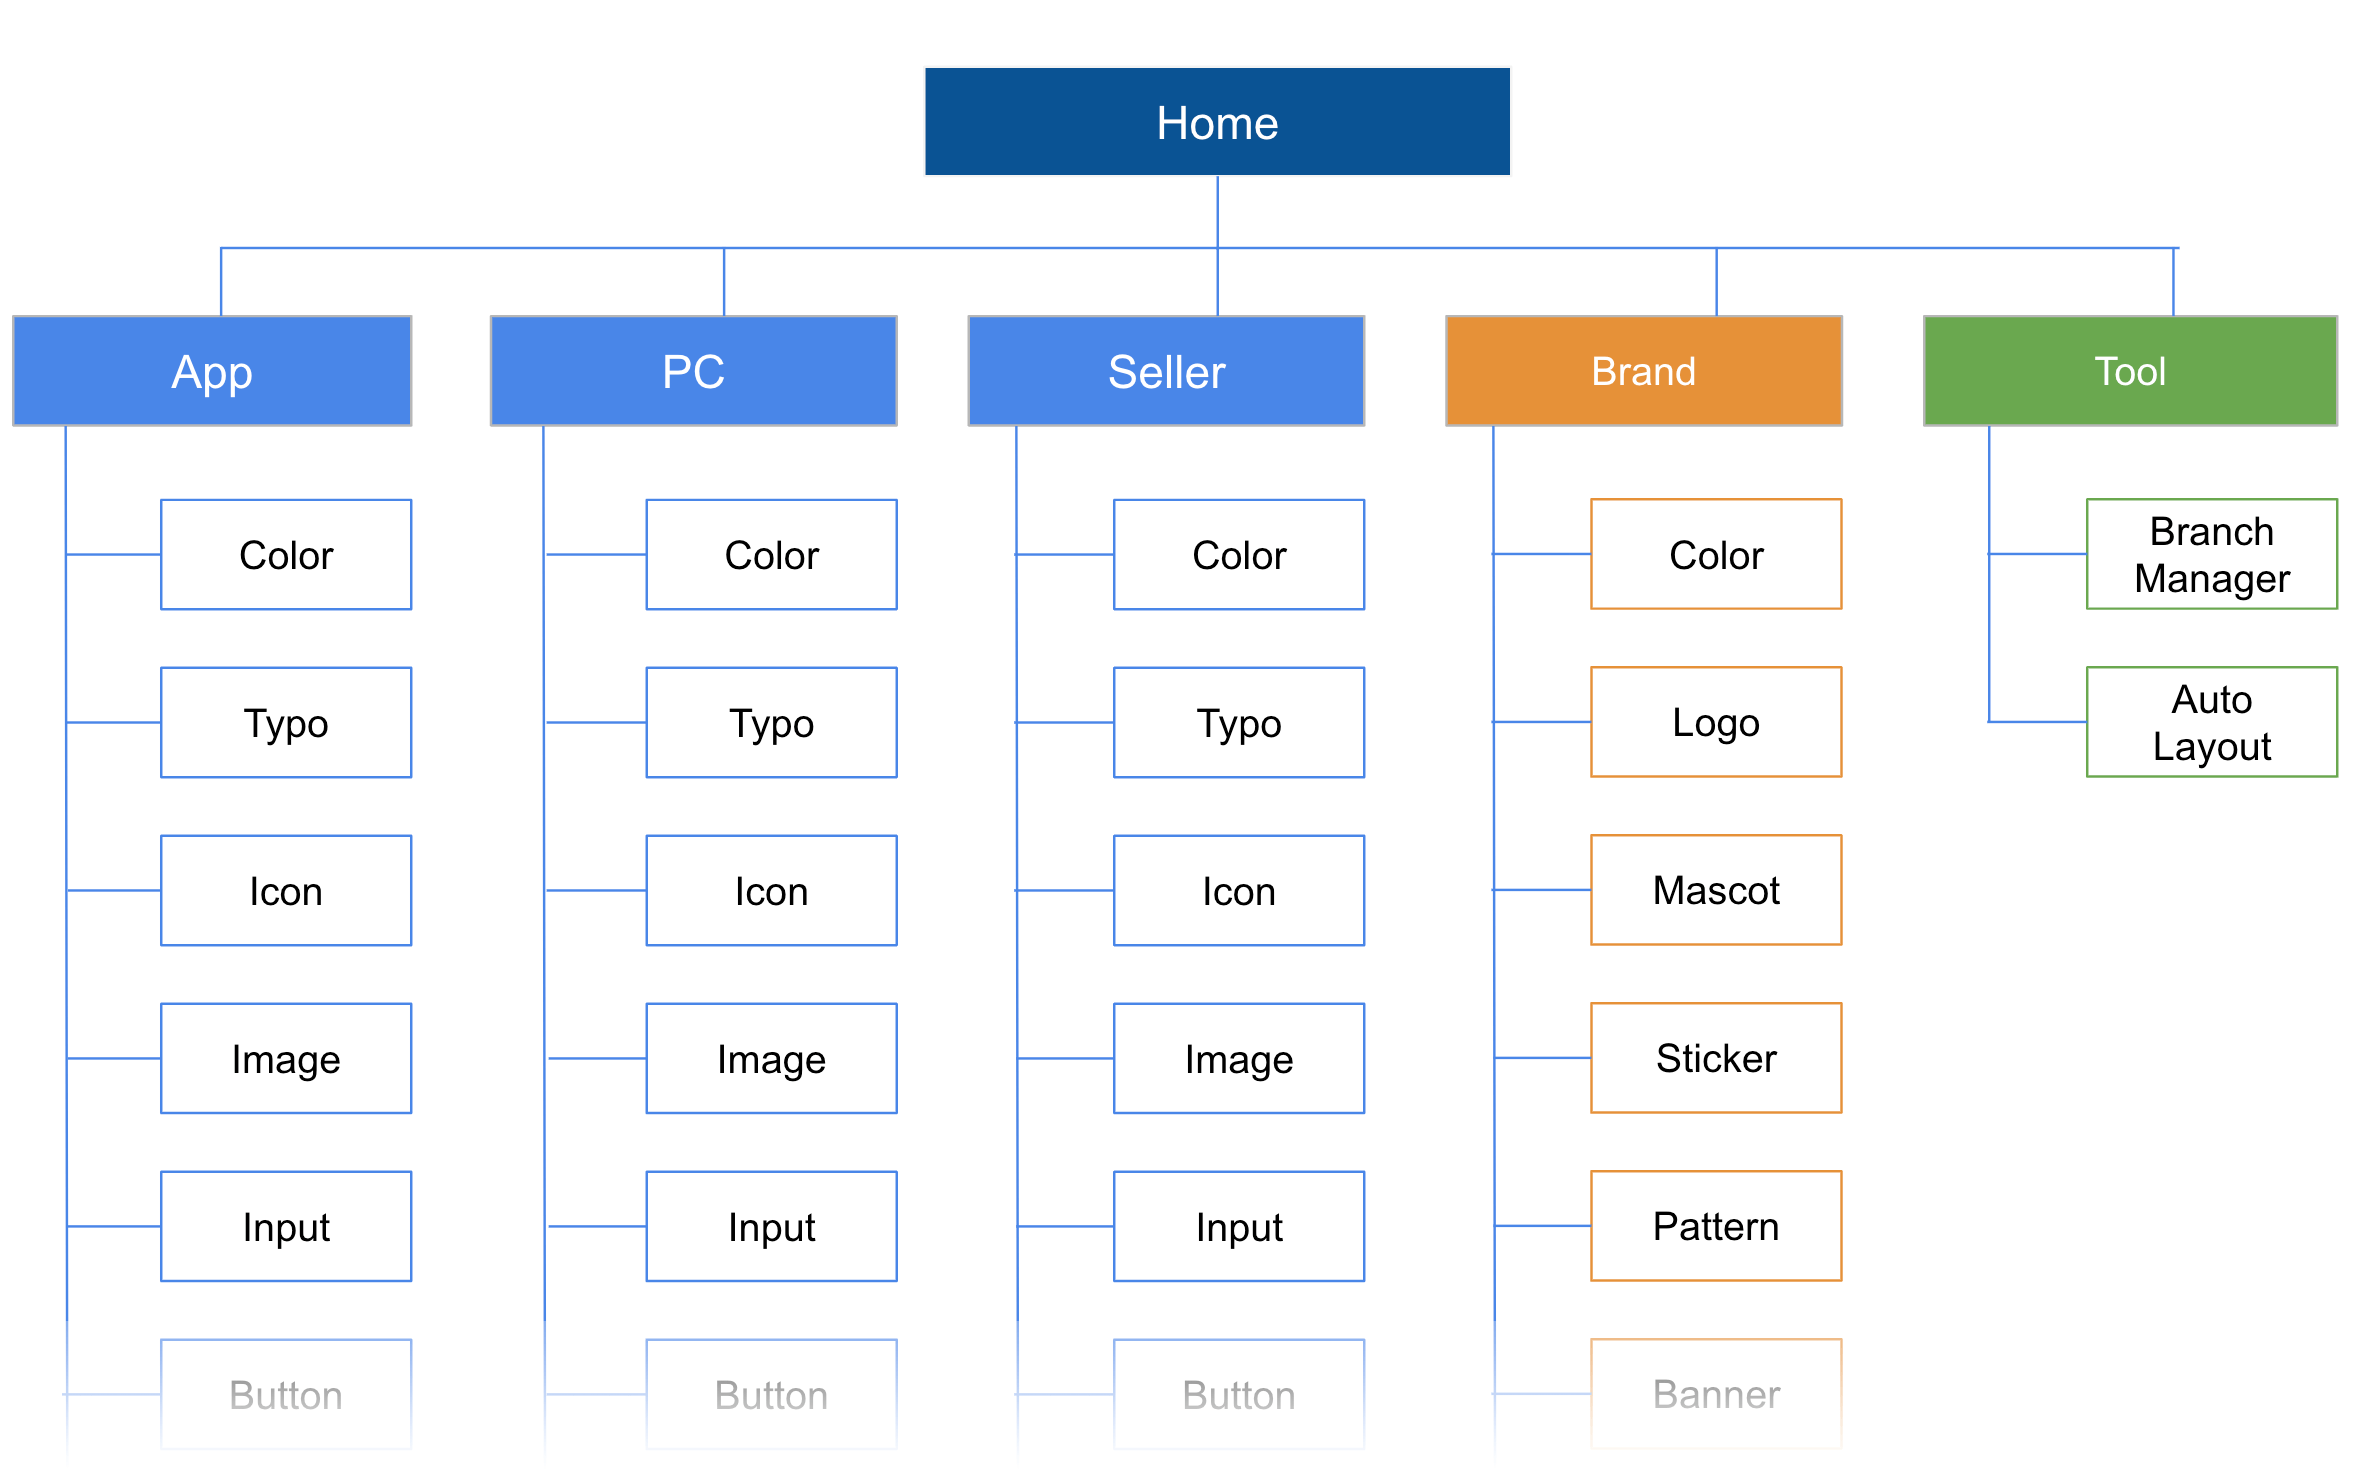 Home
App
PC
Seller
Brand
Tool
Color
Color
Color
Color
Branch
Manager
Typo
Typo
Typo
Logo
Auto
Layout
Icon
Icon
Icon
Mascot
Image
Image
Image
Sticker
Input
Input
Input
Pattern
Button
Button
Button
Banner